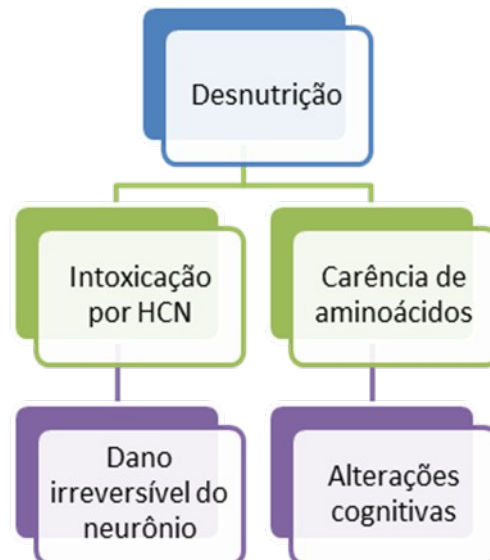 Desnutrição
Intoxicação
por HCN
Carência de
aminoácidos
Dano
irreversível do
neurônio
Alterações
cognitivas